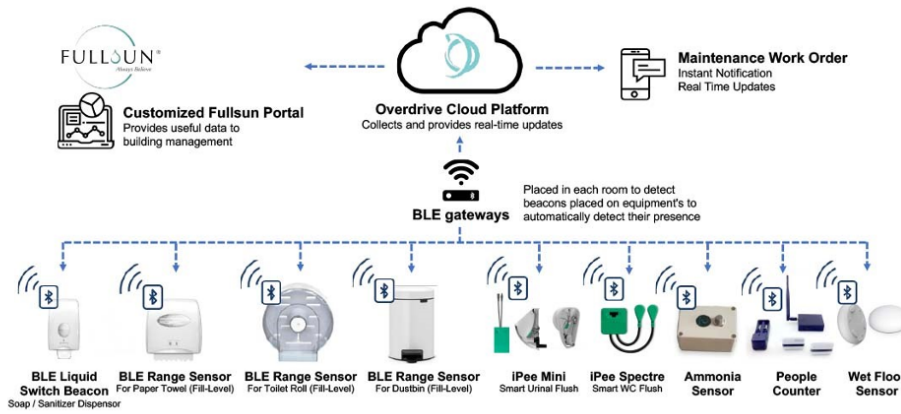 FULLSUN®
Always Believe
Customized Fullsun Portal
Provides useful data to
building management
Overdrive Cloud Platform
Collects and provides real-time updates
Maintenance Work Order
Instant Notification
Real Time Updates
BLE gateways
Placed in each room to detect
beacons placed on equipment's to
automatically detect their presence
BLE Liquid
Switch Beacon
Soap / Sanitizer Dispensor
BLE Range Sensor
For Paper Towel (Fill-Level)
BLE Range Sensor
For Toilet Roll (Fill-Level)
BLE Range Sensor
For Dustbin (Fill-Level)
iPee Mini
Smart Urinal Flush
iPee Spectre
Smart WC Flush
Ammonia
Sensor
People
Counter
Wet Floo
Sensor